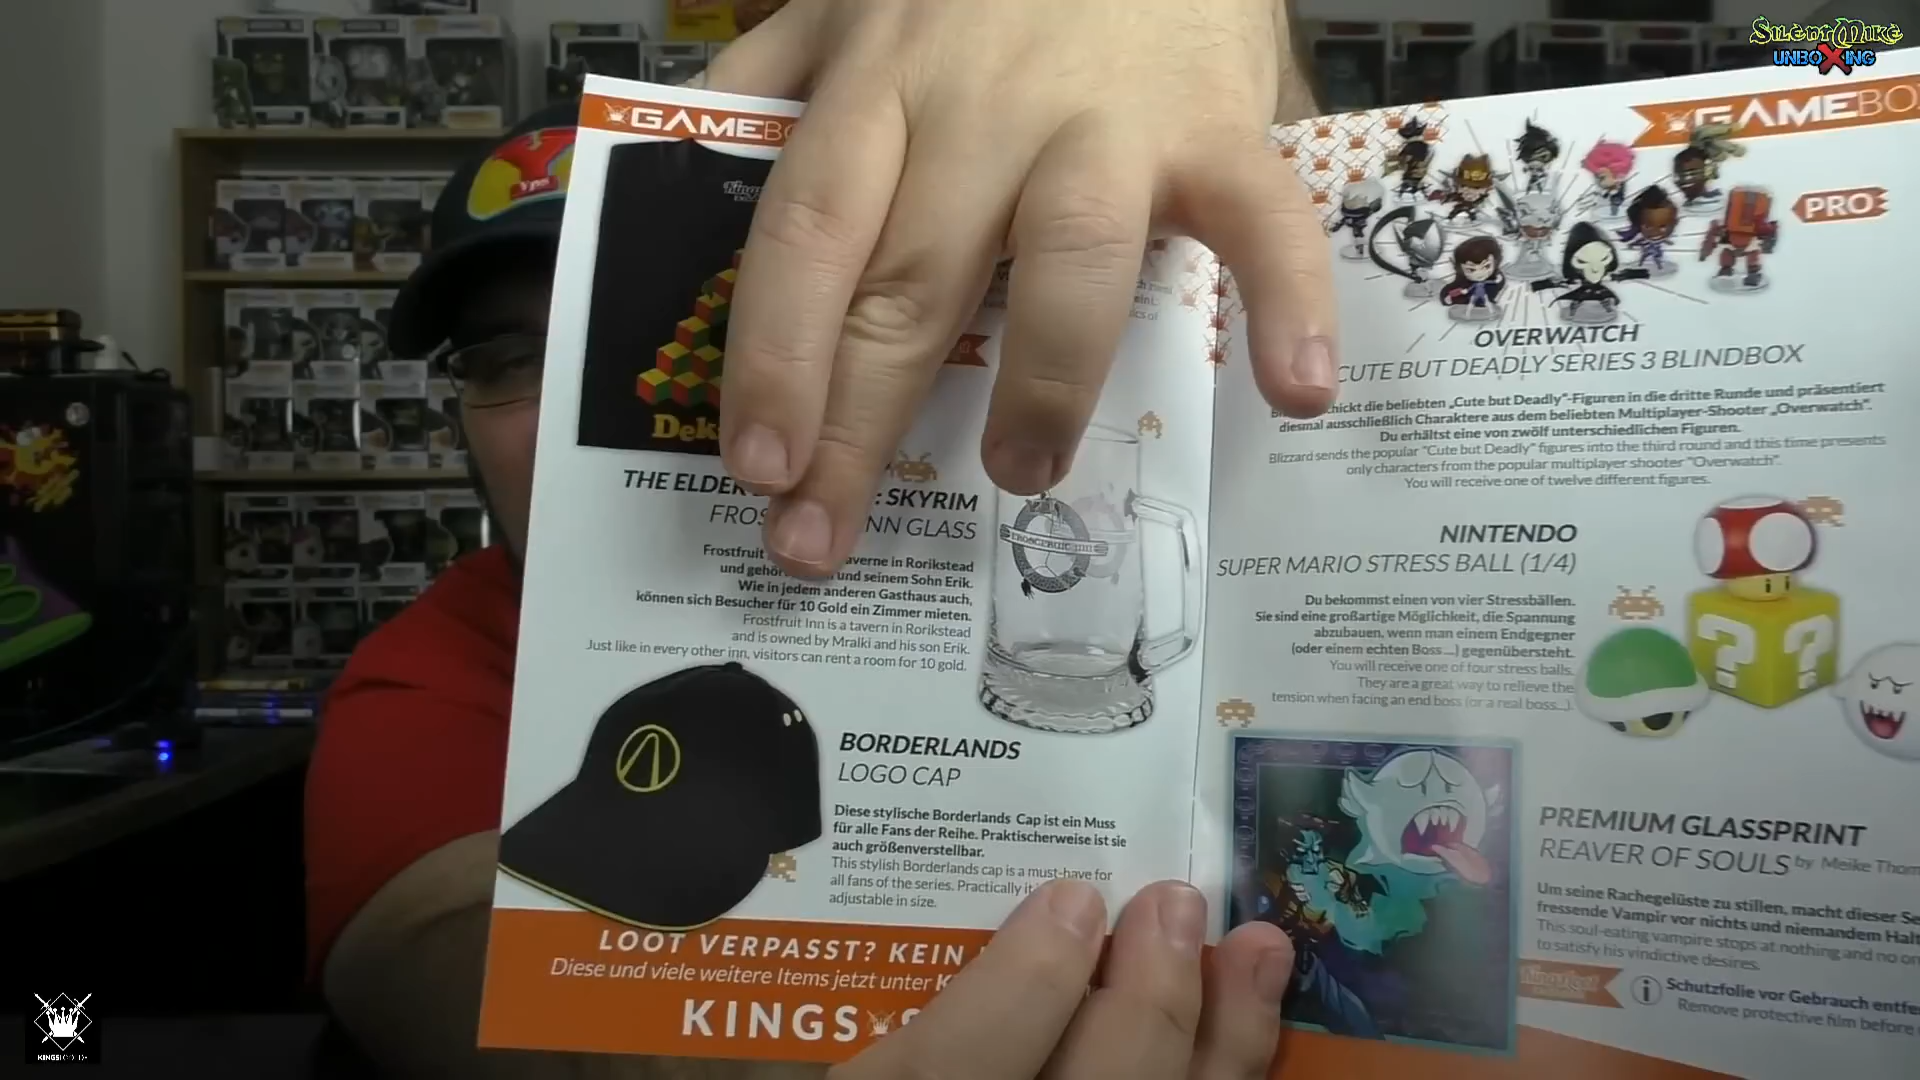 SILENTMIKE
UNBOXING
GAMEBO
Kings
Dek
THE ELDER : SKYRIM
FROS NN GLASS
Frostfruit averne in Rorikstead
und gehör und seinem Sohn Erik.
Wie in jedem anderen Gasthaus auch,
können sich Besucher für 10 Gold ein Zimmer mieten.
Frostfruit Inn is a tavern in Rorikstead
and is owned by Mralki and his son Erik.
Just like in every other inn, visitors can rent a room for 10 gold.
FROSTFRUIT INN
BORDERLANDS
LOGO CAP
Diese stylische Borderlands Cap ist ein Muss
für alle Fans der Reihe. Praktischerweise ist sie
auch größenverstellbar.
This stylish Borderlands cap is a must-have for
all fans of the series. Practically it
adjustable in size.
LOOT VERPASST? KEIN
Diese und viele weitere Items jetzt unter K
KINGS
GAMEBO
PRO
OVERWATCH
CUTE BUT DEADLY SERIES 3 BLINDBOX
hickt die beliebten „Cute but Deadly"-Figuren in die dritte Runde und präsentiert
diesmal ausschließlich Charaktere aus dem beliebten Multiplayer-Shooter „Overwatch".
Du erhältst eine von zwölf unterschiedlichen Figuren.
Blizzard sends the popular "Cute but Deadly" figures into the third round and this time presents
only characters from the popular multiplayer shooter "Overwatch".
You will receive one of twelve different figures.
NINTENDO
SUPER MARIO STRESS BALL (1/4)
Du bekommst einen von vier Stressbällen.
Sie sind eine großartige Möglichkeit, die Spannung
abzubauen, wenn man einem Endgegner
(oder einem echten Boss ...) gegenübersteht.
You will receive one of four stress balls.
They are a great way to relieve the
tension when facing an end boss (or a real boss...).
PREMIUM GLASSPRINT
REAVER OF SOULS by Meike Thom
Um seine Rachegelüste zu stillen, macht dieser Se
fressende Vampir vor nichts und niemandem Halt
This soul-eating vampire stops at nothing and no on
to satisfy his vindictive desires.
Schutzfolie vor Gebrauch entfe
Remove protective film before